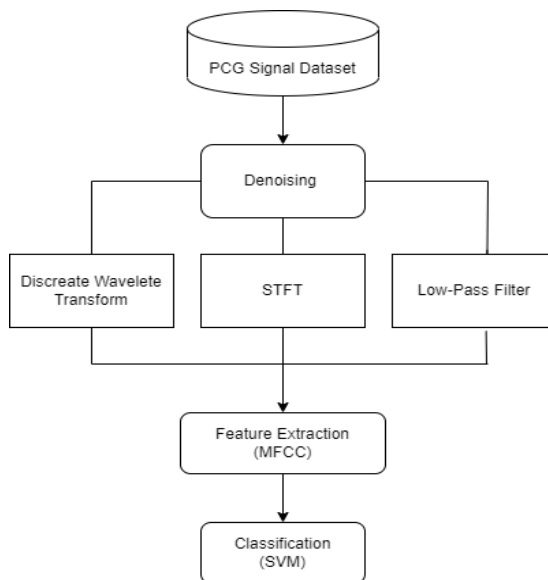 PCG Signal Dataset
Denoising
Discreate Wavelete
Transform
STFT
Low-Pass Filter
Feature Extraction
(MFCC)
Classification
(SVM)